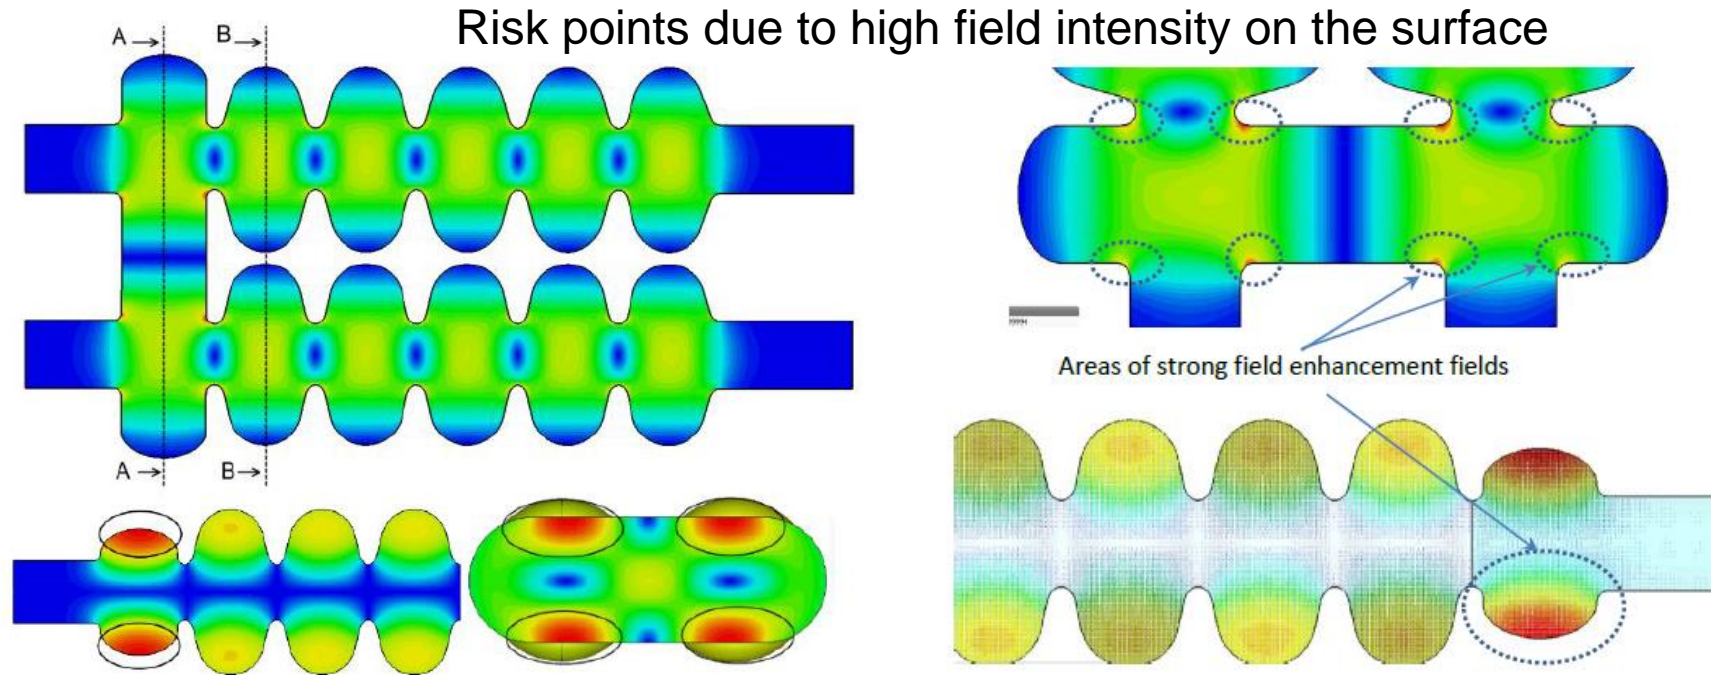 Risk points due to high field intensity on the surface
A
B
A
B
Areas of strong field enhancement fields